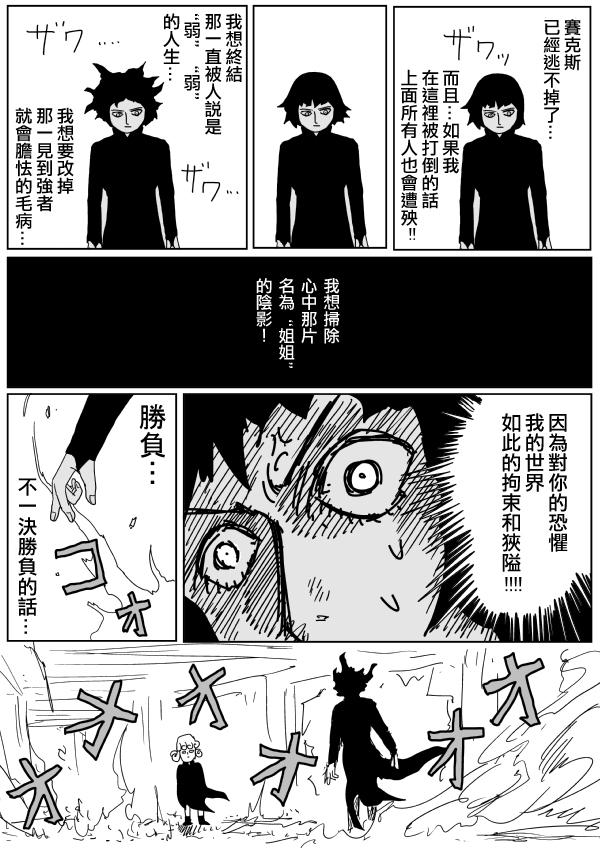 賽克斯
已經逃不掉了…
而且…如果我
在這裡被打倒的話
上面所有人也會遭殃!!
ザワッ
ザワ…
我想終結
那一直被人説是
“弱” “弱”
的人生…
ザワ…
我想要改掉
那一見到強者
就會膽怯的毛病…
我想掃除
心中那片
名為“姐姐”
的陰影！
因為對你的恐懼
我的世界
如此的拘束和狹隘!!!!
勝負…
不一決勝負的話…
コォ
オオオオオ